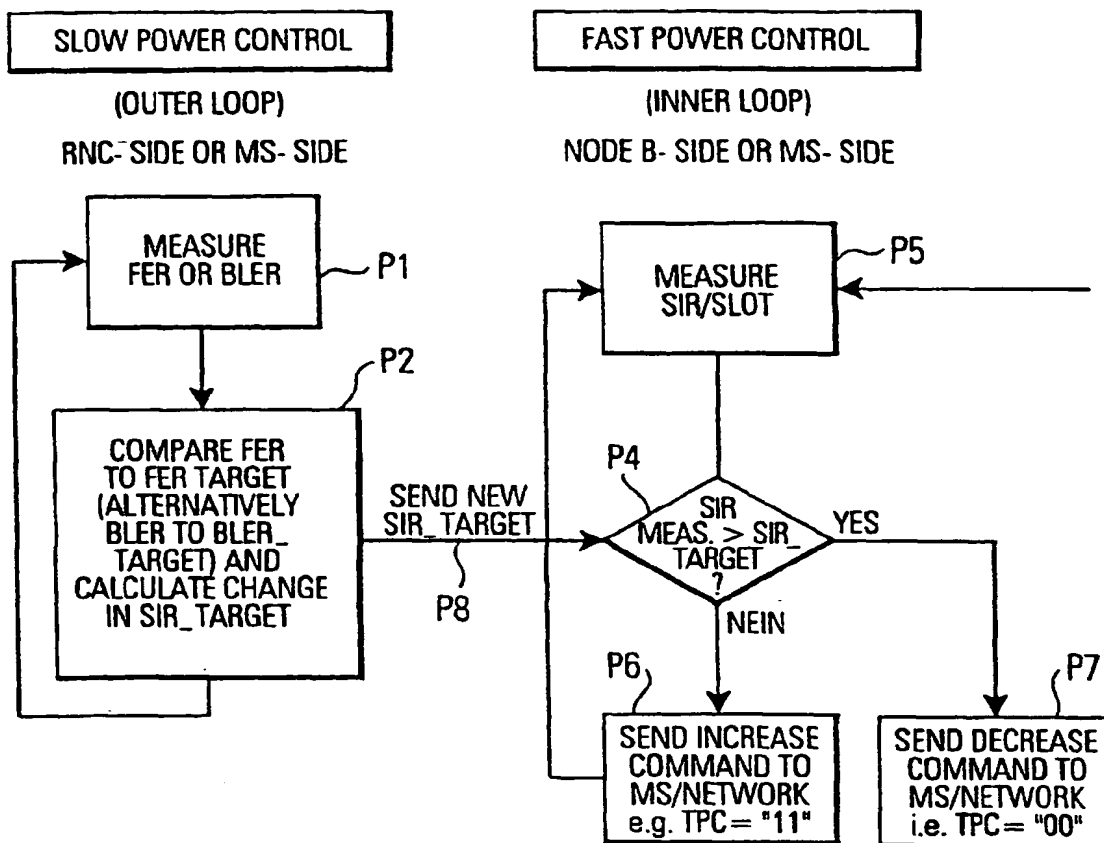 SLOW POWER CONTROL
(OUTER LOOP)
RNC-SIDE OR MS-SIDE
MEASURE
FER OR BLER
P1
P2
COMPARE FER
TO FER TARGET
(ALTERNATIVELY
BLER TO BLER_
TARGET) AND
CALCULATE CHANGE
IN SIR_TARGET
SEND NEW
SIR_TARGET
P8
FAST POWER CONTROL
(INNER LOOP)
NODE B-SIDE OR MS-SIDE
P5
MEASURE
SIR/SLOT
P4
SIR
MEAS. > SIR_
TARGET
?
YES
NEIN
P6
SEND INCREASE
COMMAND TO
MS/NETWORK
e.g. TPC= "11"
P7
SEND DECREASE
COMMAND TO
MS/NETWORK
i.e. TPC= "00"